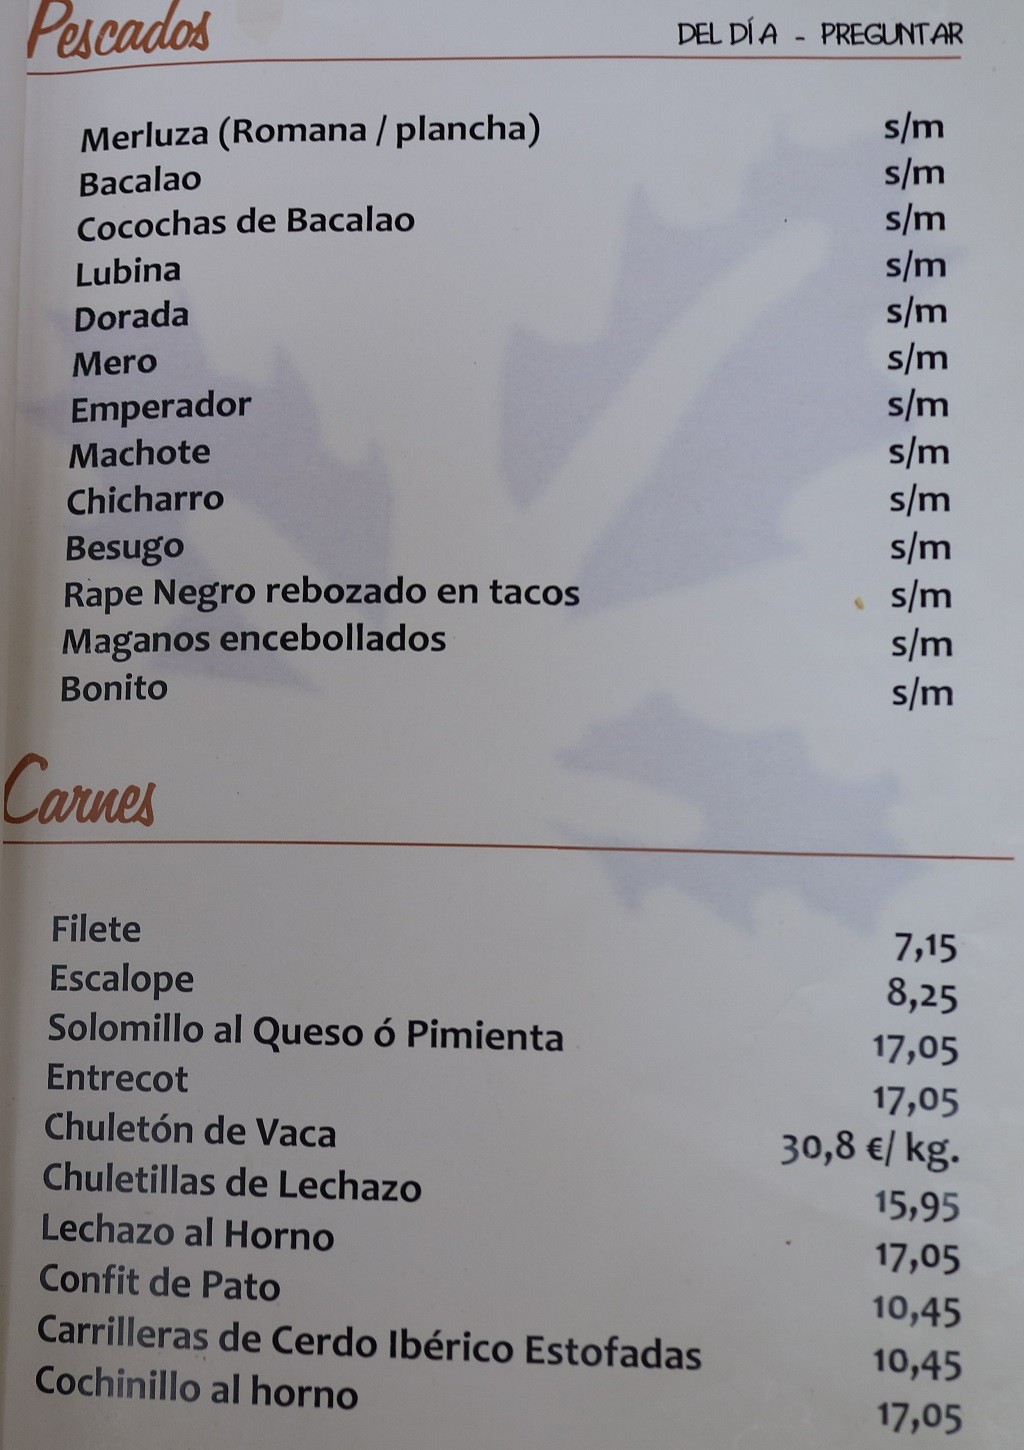 Pescados DEL DÍA - PREGUNTAR
Merluza (Romana / plancha) s/m
Bacalao s/m
Cocochas de Bacalao s/m
Lubina s/m
Dorada s/m
Mero s/m
Emperador s/m
Machote s/m
Chicharro s/m
Besugo s/m
Rape Negro rebozado en tacos s/m
Maganos encebollados s/m
Bonito s/m
Carnes
Filete 7,15
Escalope 8,25
Solomillo al Queso ó Pimienta 17,05
Entrecot 17,05
Chuletón de Vaca 30,8 €/ kg.
Chuletillas de Lechazo 15,95
Lechazo al Horno 17,05
Confit de Pato 10,45
Carrilleras de Cerdo Ibérico Estofadas 10,45
Cochinillo al horno 17,05